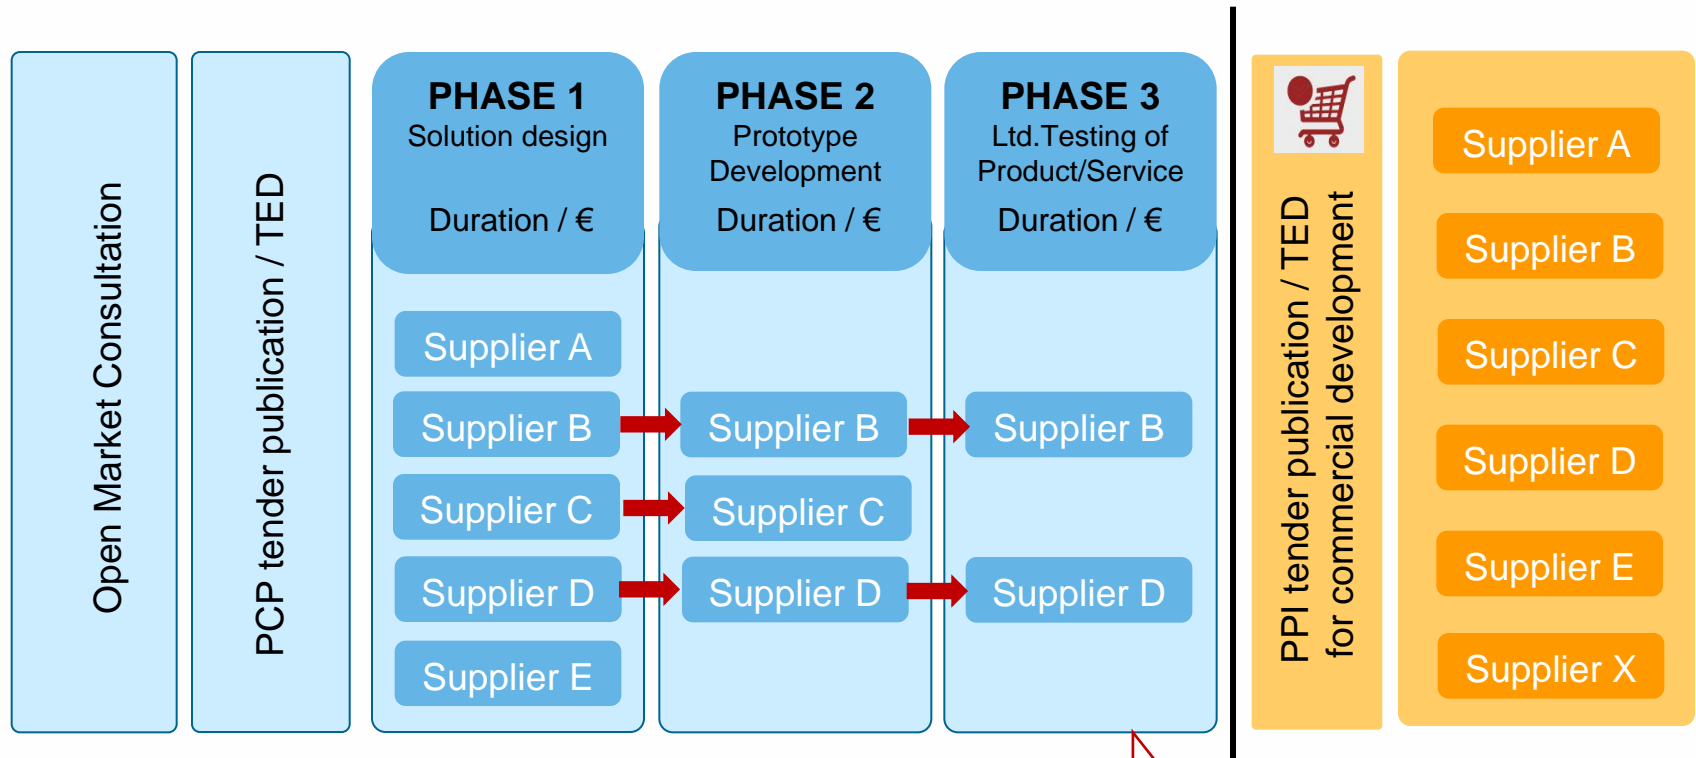 Open Market Consultation
PCP tender publication / TED
PHASE 1
Solution design
Duration / €
Supplier A
Supplier B
Supplier C
Supplier D
Supplier E
PHASE 2
Prototype
Development
Duration / €
Supplier B
Supplier C
Supplier D
PHASE 3
Ltd.Testing of
Product/Service
Duration / €
Supplier B
Supplier D
PPI tender publication / TED
for commercial development
Supplier A
Supplier B
Supplier C
Supplier D
Supplier E
Supplier X